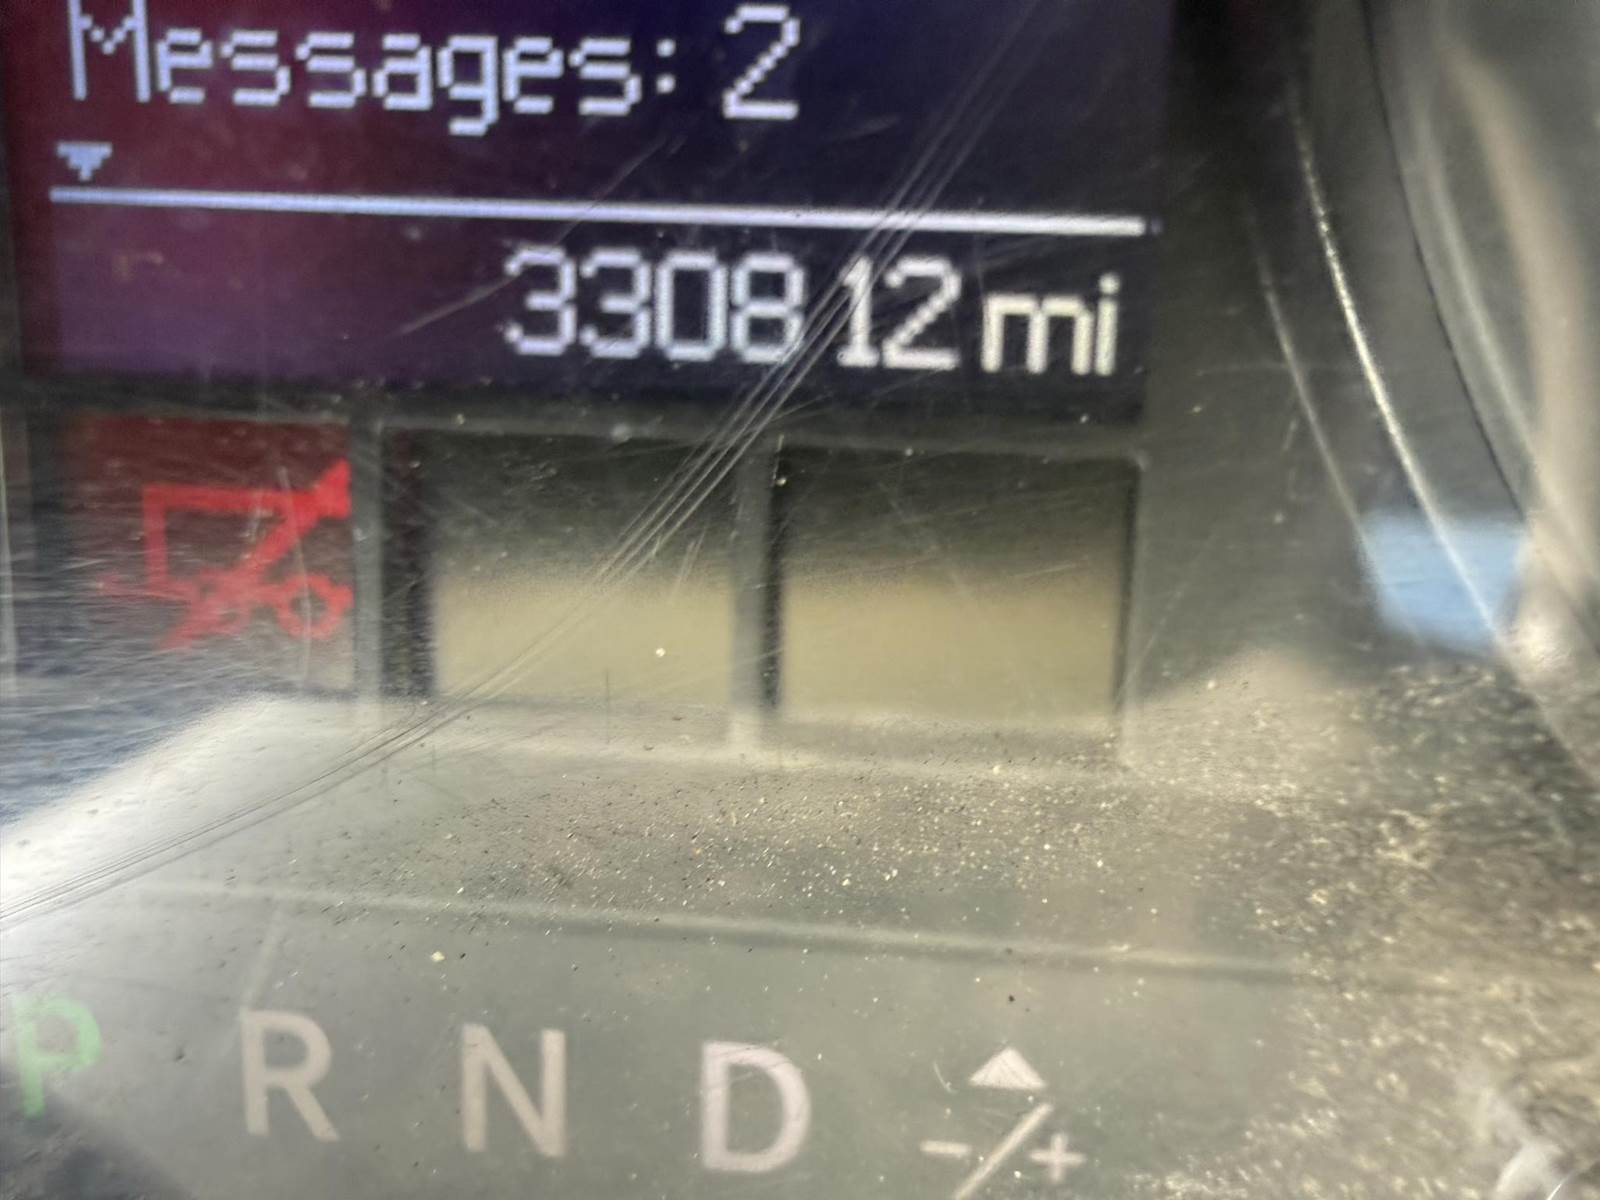 Messages: 2
330812 mi
P R N D -/+